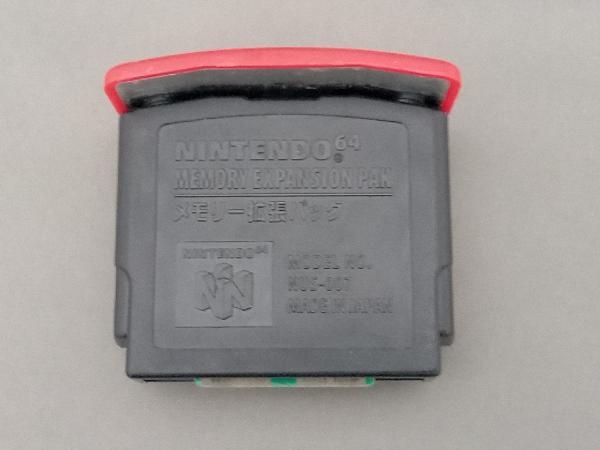 NINTENDO64
MEMORY EXPANSION PAK
メモリー拡張パック
NINTENDO64
MODEL NO.
NUS-007
MADE IN JAPAN